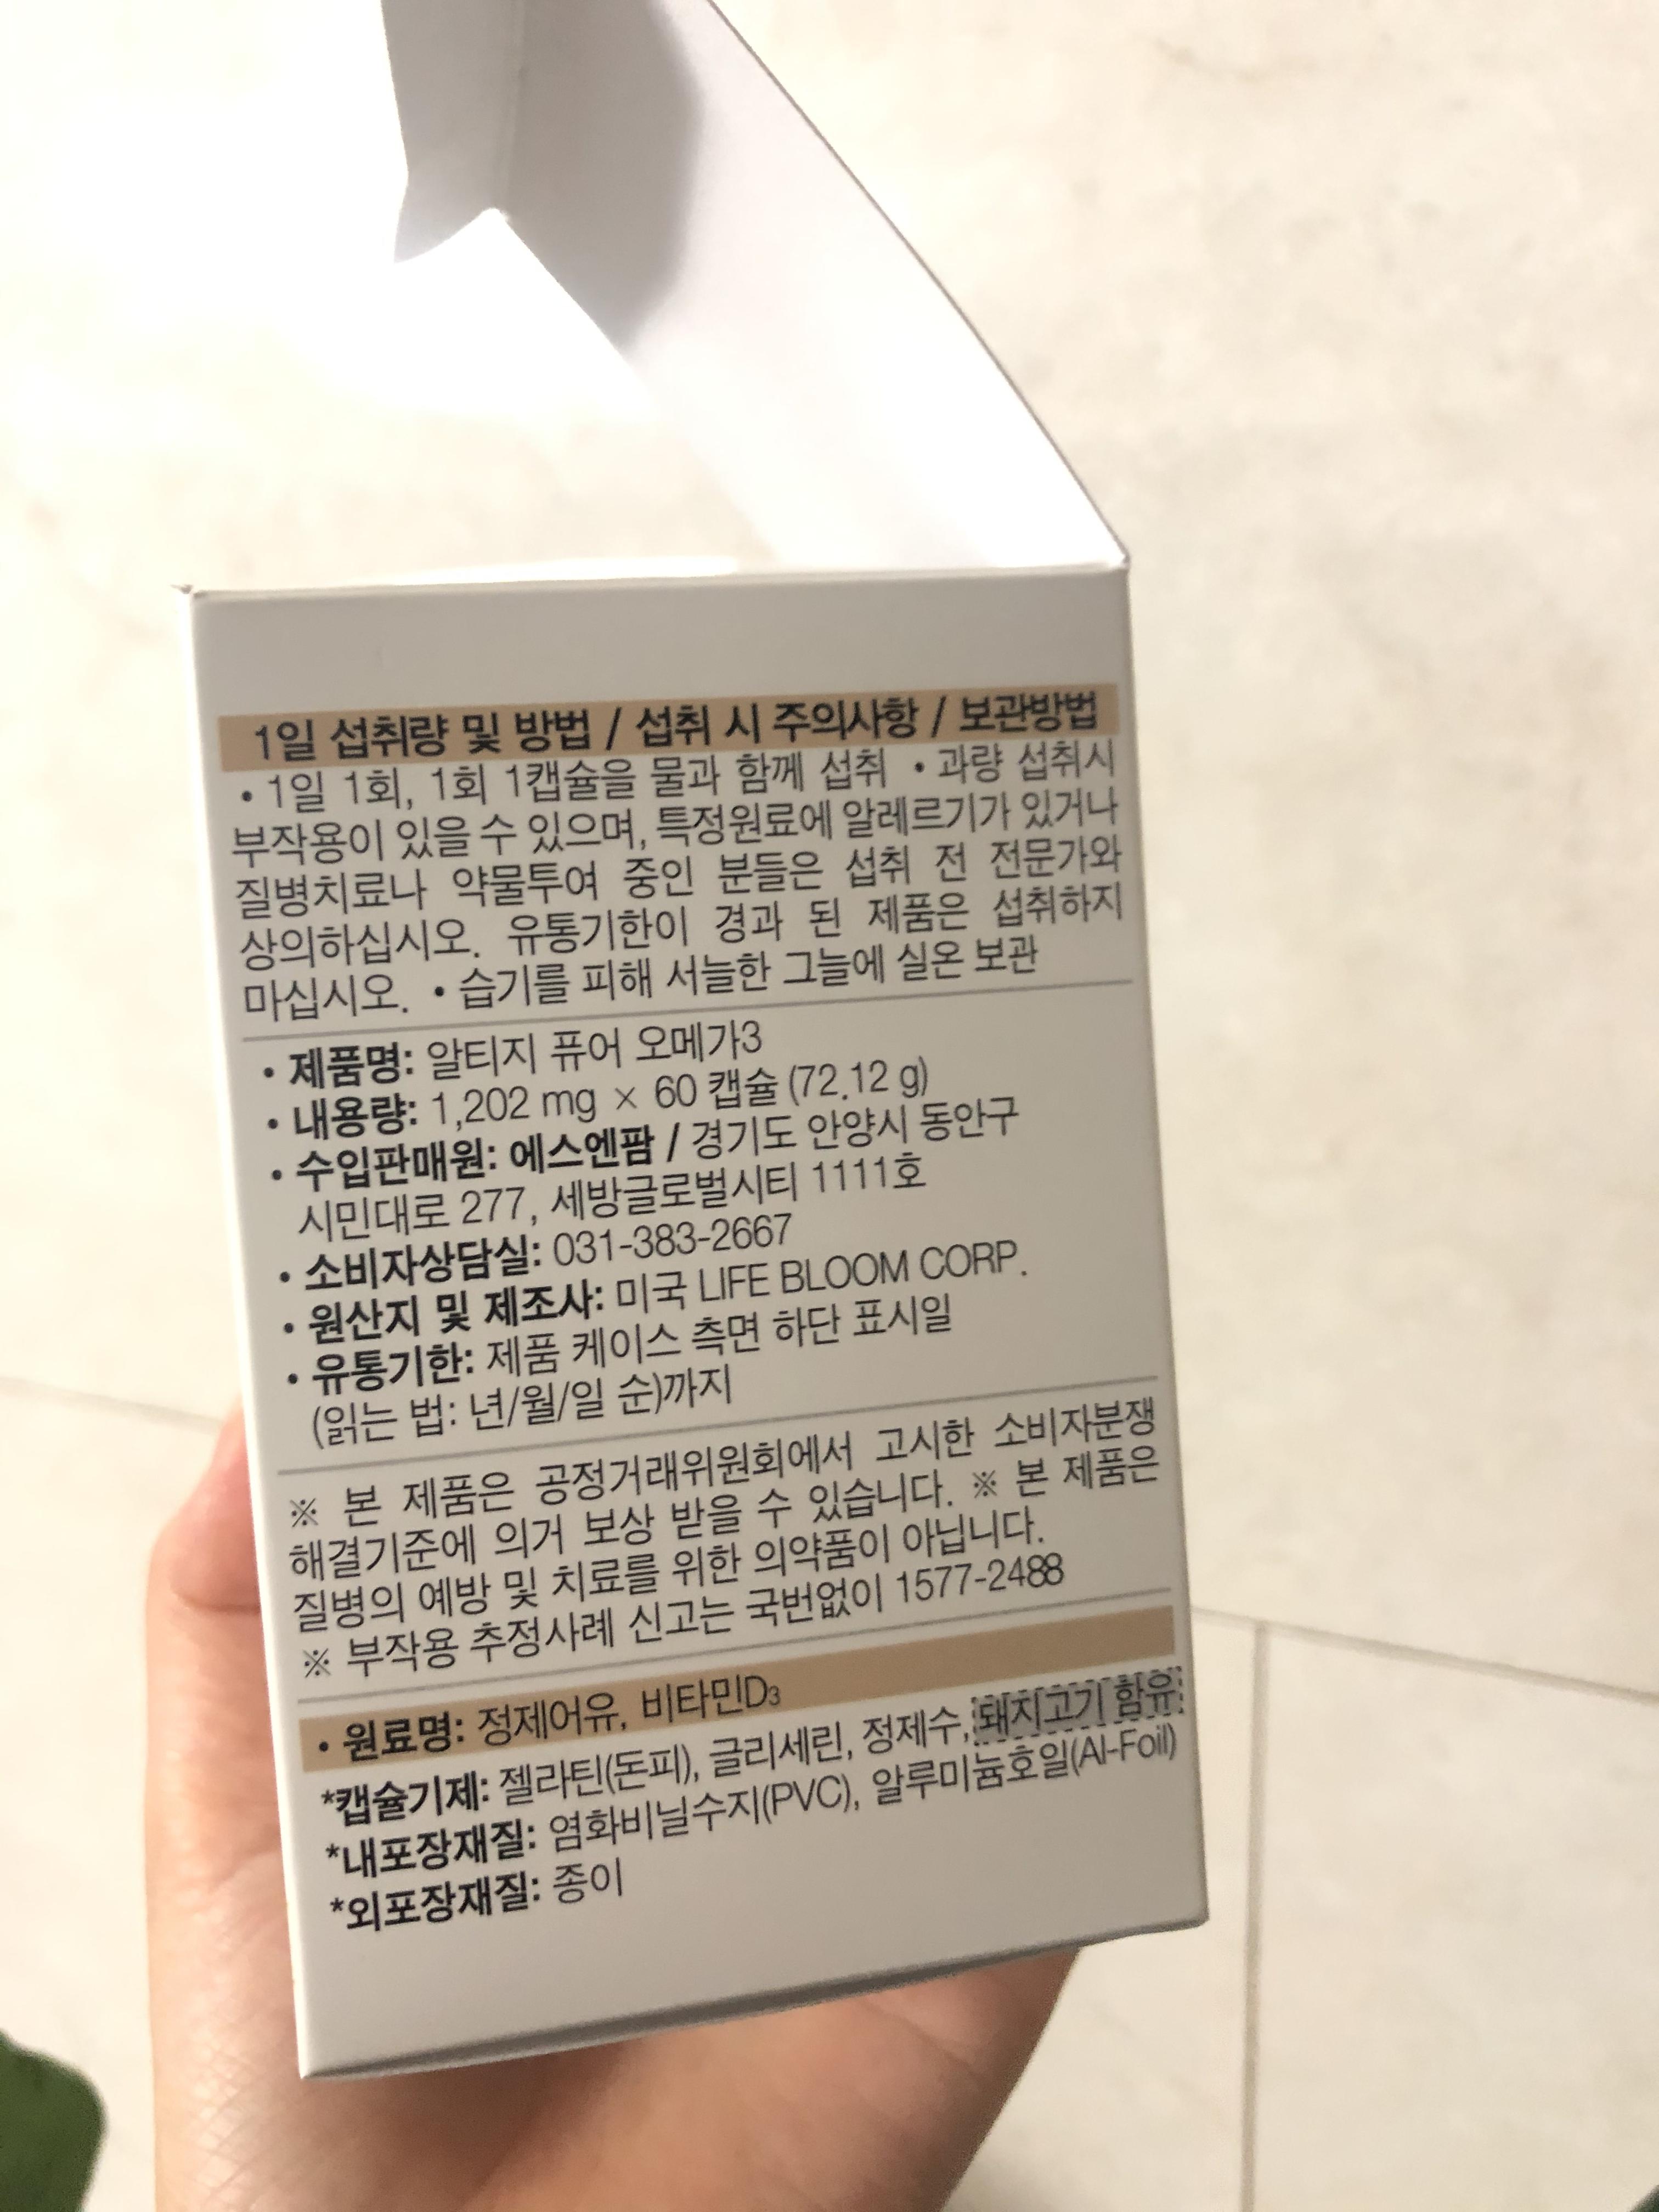 1일 섭취량 및 방법 / 섭취 시 주의사항 / 보관방법
• 1일 1회, 1회 1캡슐을 물과 함께 섭취 • 과량 섭취시
부작용이 있을 수 있으며, 특정원료에 알레르기가 있거나
질병치료나 약물투여 중인 분들은 섭취 전 전문가와
상의하십시오. 유통기한이 경과 된 제품은 섭취하지
마십시오. • 습기를 피해 서늘한 그늘에 실온 보관
• 제품명: 알티지 퓨어 오메가3
• 내용량: 1,202 mg × 60 캡슐 (72.12 g)
• 수입판매원: 에스엔팜 / 경기도 안양시 동안구
시민대로 277, 세방글로벌시티 1111호
• 소비자상담실: 031-383-2667
• 원산지 및 제조사: 미국 LIFE BLOOM CORP.
• 유통기한: 제품 케이스 측면 하단 표시일
(읽는 법: 년/월/일 순)까지
※ 본 제품은 공정거래위원회에서 고시한 소비자분쟁
해결기준에 의거 보상 받을 수 있습니다. ※ 본 제품은
질병의 예방 및 치료를 위한 의약품이 아닙니다.
※ 부작용 추정사례 신고는 국번없이 1577-2488
• 원료명: 정제어유, 비타민D₃
*캡슐기제: 젤라틴(돈피), 글리세린, 정제수, 돼지고기 함유
*내포장재질: 염화비닐수지(PVC), 알루미늄호일(Al-Foil)
*외포장재질: 종이